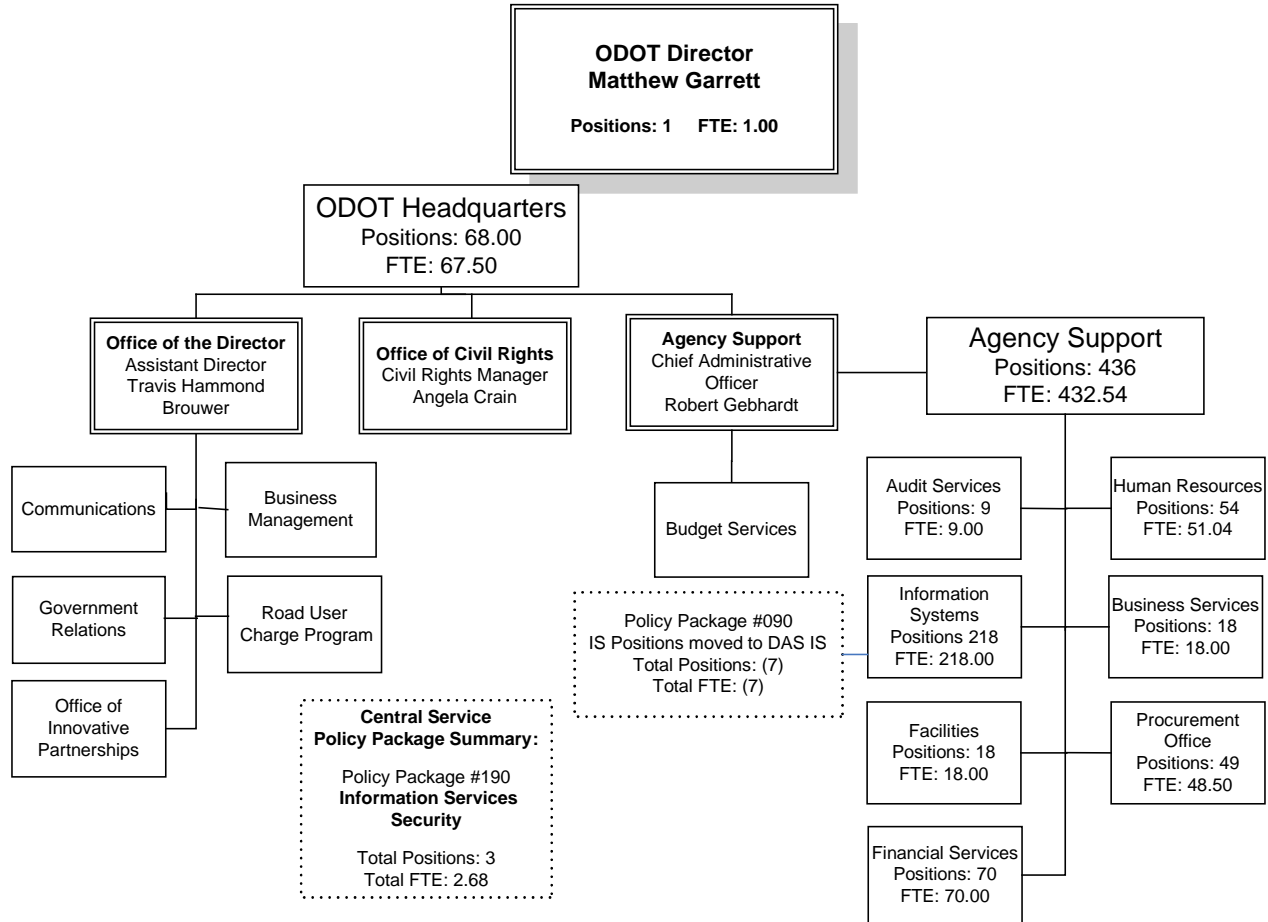 ODOT Director
Matthew Garrett
Positions: 1 FTE: 1.00
ODOT Headquarters
Positions: 68.00
FTE: 67.50
Office of the Director
Assistant Director
Travis Hammond
Brouwer
Office of Civil Rights
Civil Rights Manager
Angela Crain
Agency Support
Chief Administrative
Officer
Robert Gebhardt
Agency Support
Positions: 436
FTE: 432.54
Communications
Business
Management
Government
Relations
Road User
Charge Program
Office of
Innovative
Partnerships
Budget Services
Policy Package #090
IS Positions moved to DAS IS
Total Positions: (7)
Total FTE: (7)
Central Service
Policy Package Summary:
Policy Package #190
Information Services
Security
Total Positions: 3
Total FTE: 2.68
Audit Services
Positions: 9
FTE: 9.00
Human Resources
Positions: 54
FTE: 51.04
Information
Systems
Positions 218
FTE: 218.00
Business Services
Positions: 18
FTE: 18.00
Facilities
Positions: 18
FTE: 18.00
Procurement
Office
Positions: 49
FTE: 48.50
Financial Services
Positions: 70
FTE: 70.00